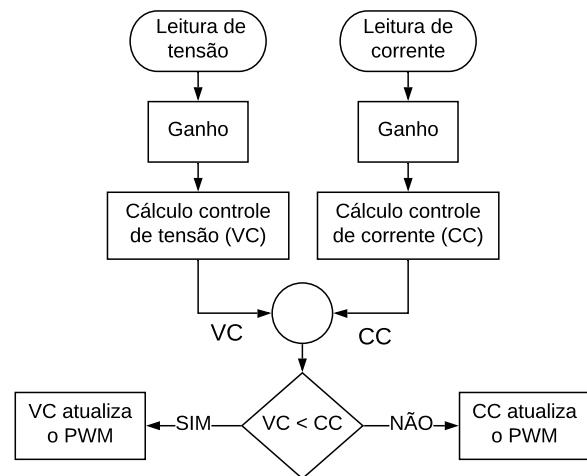 Leitura de
tensão
Leitura de
corrente
Ganho
Ganho
Cálculo controle
de tensão (VC)
Cálculo controle
de corrente (CC)
VC
CC
VC atualiza
o PWM
SIM
VC < CC
NÃO
CC atualiza
o PWM